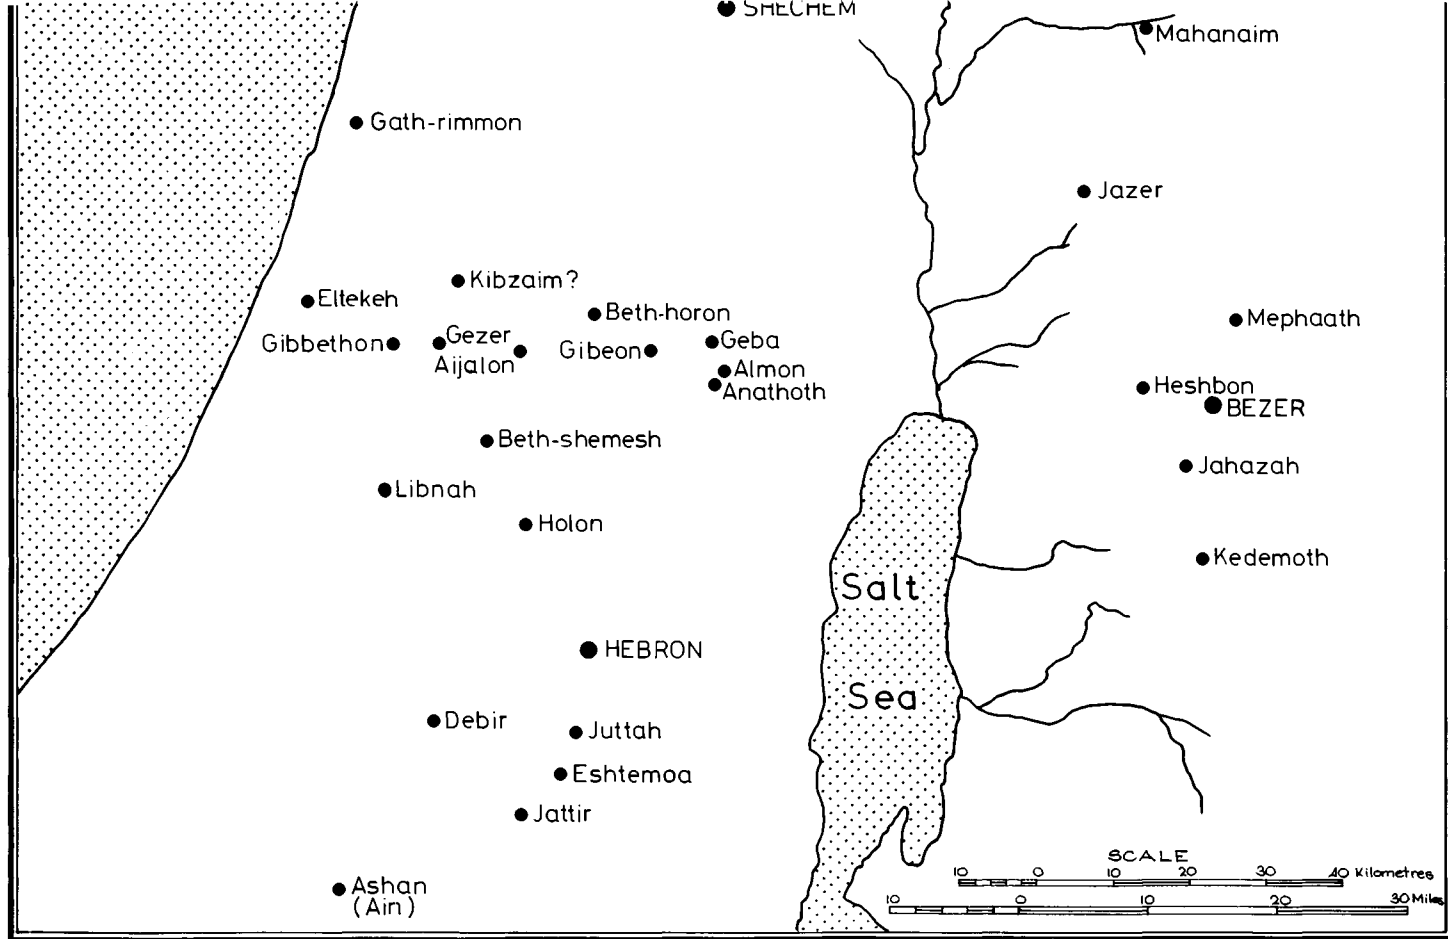 SHECHEM
Mahanaim
Gath-rimmon
Jazer
Kibzaim?
Eltekeh
Beth-horon
Mephaath
Gibbethon
Gezer
Aijalon
Gibeon
Geba
Almon
Anathoth
Heshbon
BEZER
Beth-shemesh
Jahazah
Libnah
Holon
Kedemoth
Salt
Sea
HEBRON
Debir
Juttah
Eshtemoa
Jattir
Ashan
(Ain)
SCALE
10 0 10 20 30 40 Kilometres
10 0 10 20 30 Miles